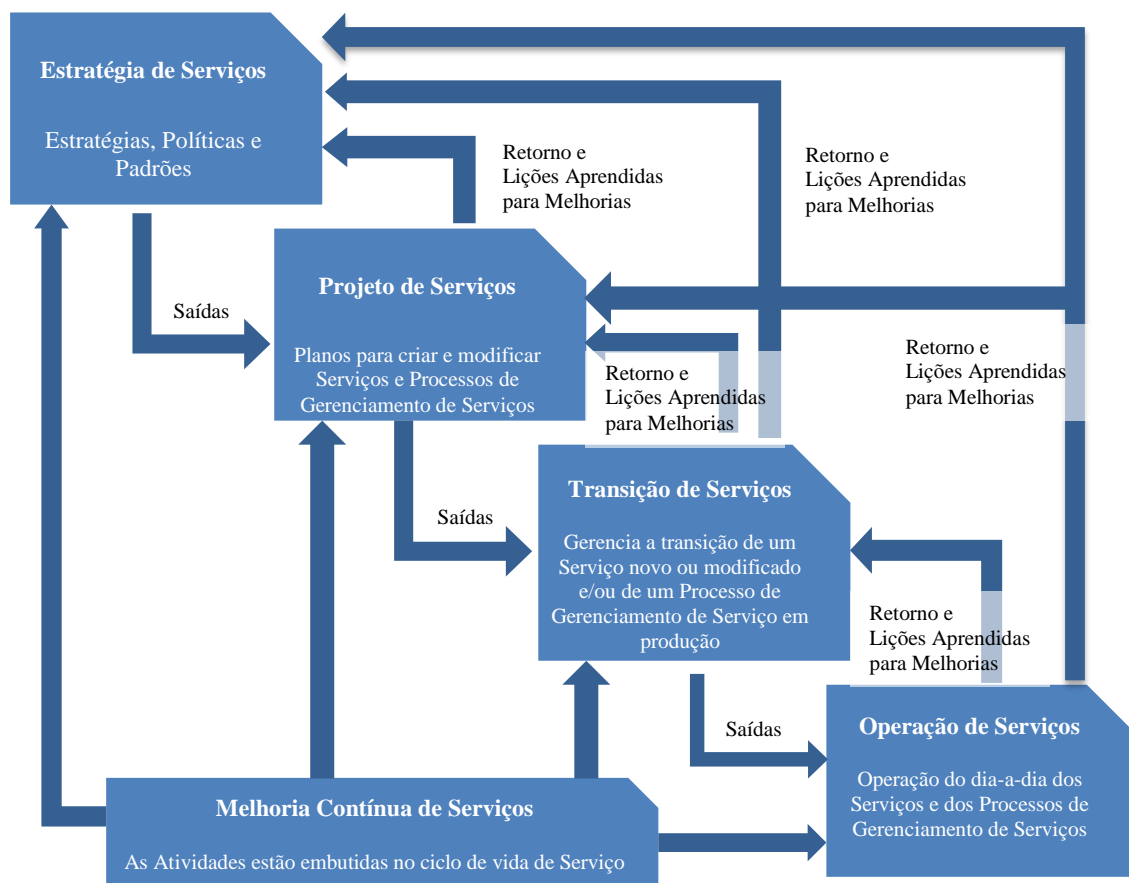 Estratégia de Serviços
Estratégias, Políticas e
Padrões
Retorno e
Lições Aprendidas
para Melhorias
Retorno e
Lições Aprendidas
para Melhorias
Saídas
Projeto de Serviços
Planos para criar e modificar
Serviços e Processos de
Gerenciamento de Serviços
Retorno e
Lições Aprendidas
para Melhorias
Retorno e
Lições Aprendidas
para Melhorias
Saídas
Transição de Serviços
Gerencia a transição de um
Serviço novo ou modificado
e/ou de um Processo de
Gerenciamento de Serviço em
produção
Retorno e
Lições Aprendidas
para Melhorias
Saídas
Operação de Serviços
Operação do dia-a-dia dos
Serviços e dos Processos de
Gerenciamento de Serviços
Melhoria Contínua de Serviços
As Atividades estão embutidas no ciclo de vida de Serviço